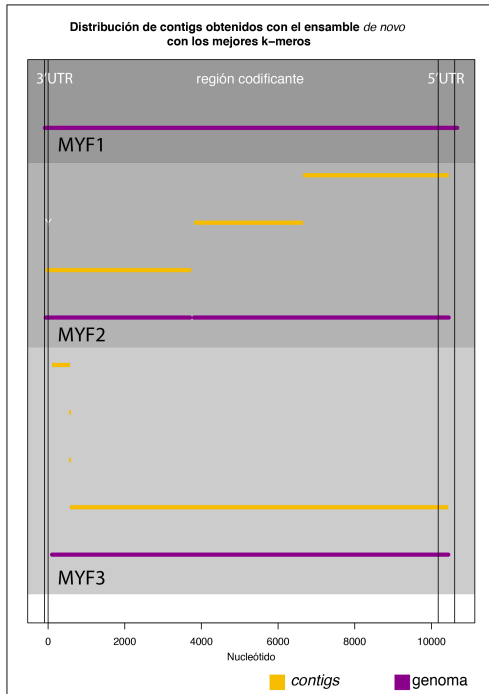 Distribución de contigs obtenidos con el ensamble de novo
con los mejores k−meros
3'UTR región codificante 5'UTR
MYF1
MYF2
MYF3
0 2000 4000 6000 8000 10000
Nucleótido
contigs genoma